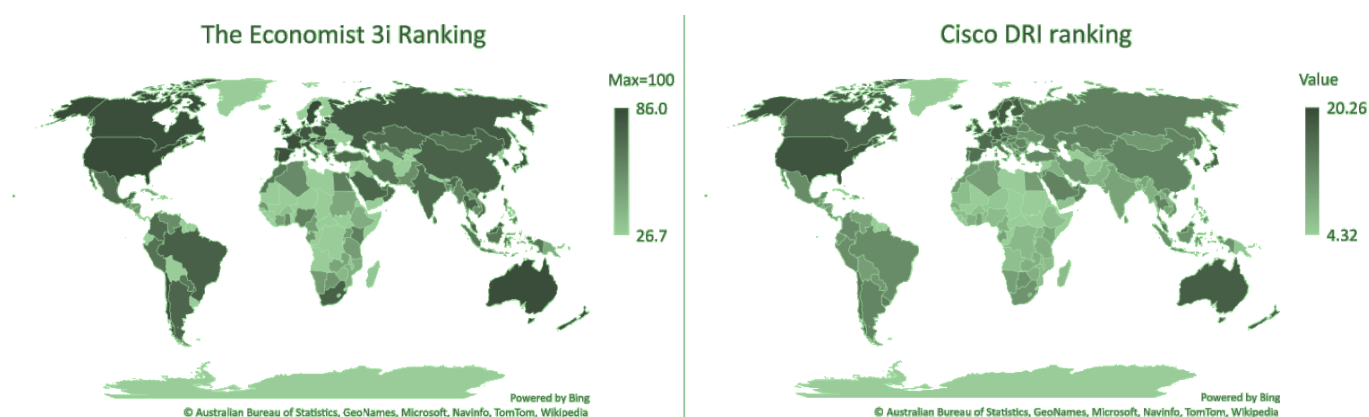 The Economist 3i Ranking
Max=100
86.0
26.7
Powered by Bing
© Australian Bureau of Statistics, GeoNames, Microsoft, Navinfo, TomTom, Wikipedia
Cisco DRI ranking
Value
20.26
4.32
Powered by Bing
© Australian Bureau of Statistics, GeoNames, Microsoft, Navinfo, TomTom, Wikipedia